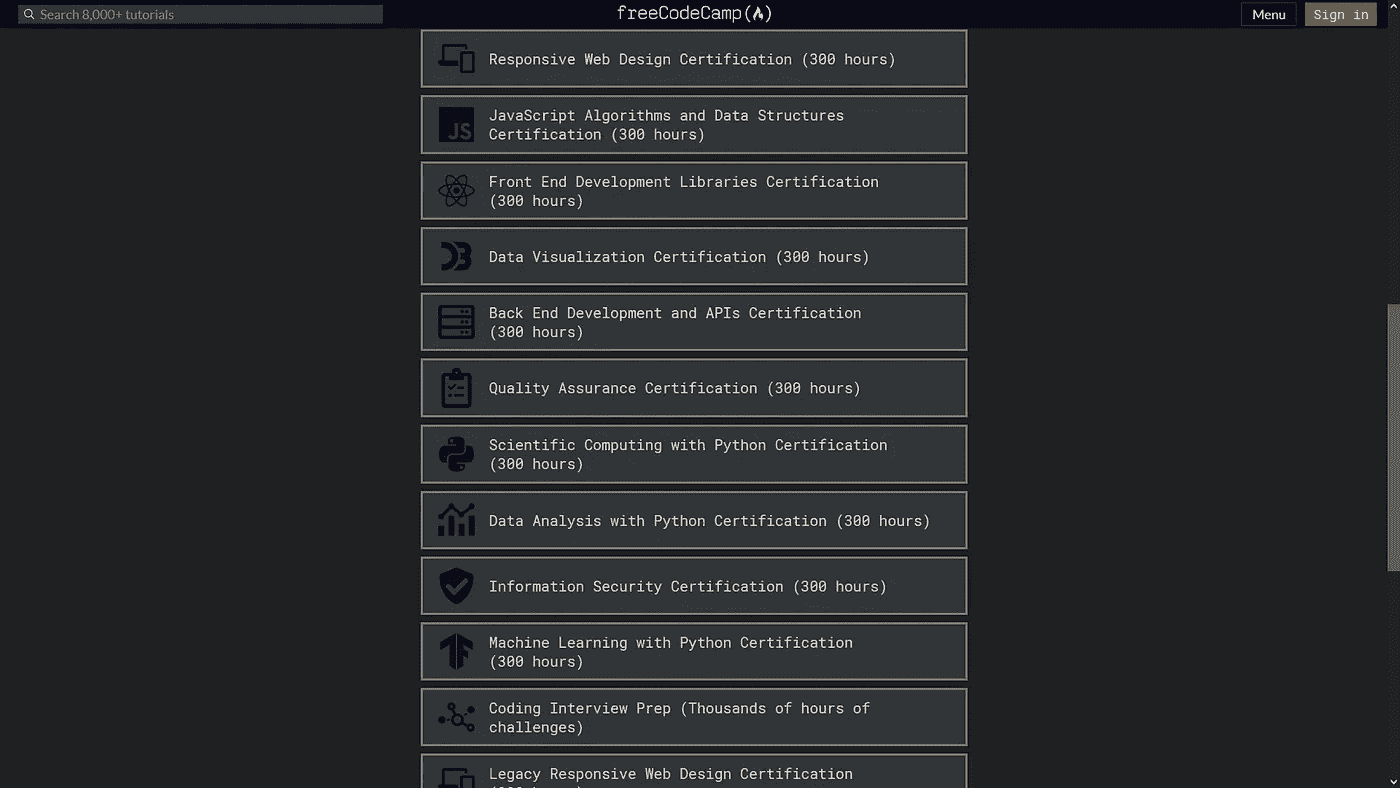 Search 8,000+ tutorials
freeCodeCamp
Menu
Sign in
Responsive Web Design Certification (300 hours)
JS
JavaScript Algorithms and Data Structures
Certification (300 hours)
Front End Development Libraries Certification
(300 hours)
Data Visualization Certification (300 hours)
Back End Development and APIs Certification
(300 hours)
Quality Assurance Certification (300 hours)
Scientific Computing with Python Certification
(300 hours)
Data Analysis with Python Certification (300 hours)
Information Security Certification (300 hours)
Machine Learning with Python Certification
(300 hours)
Coding Interview Prep (Thousands of hours of
challenges)
Legacy Responsive Web Design Certification